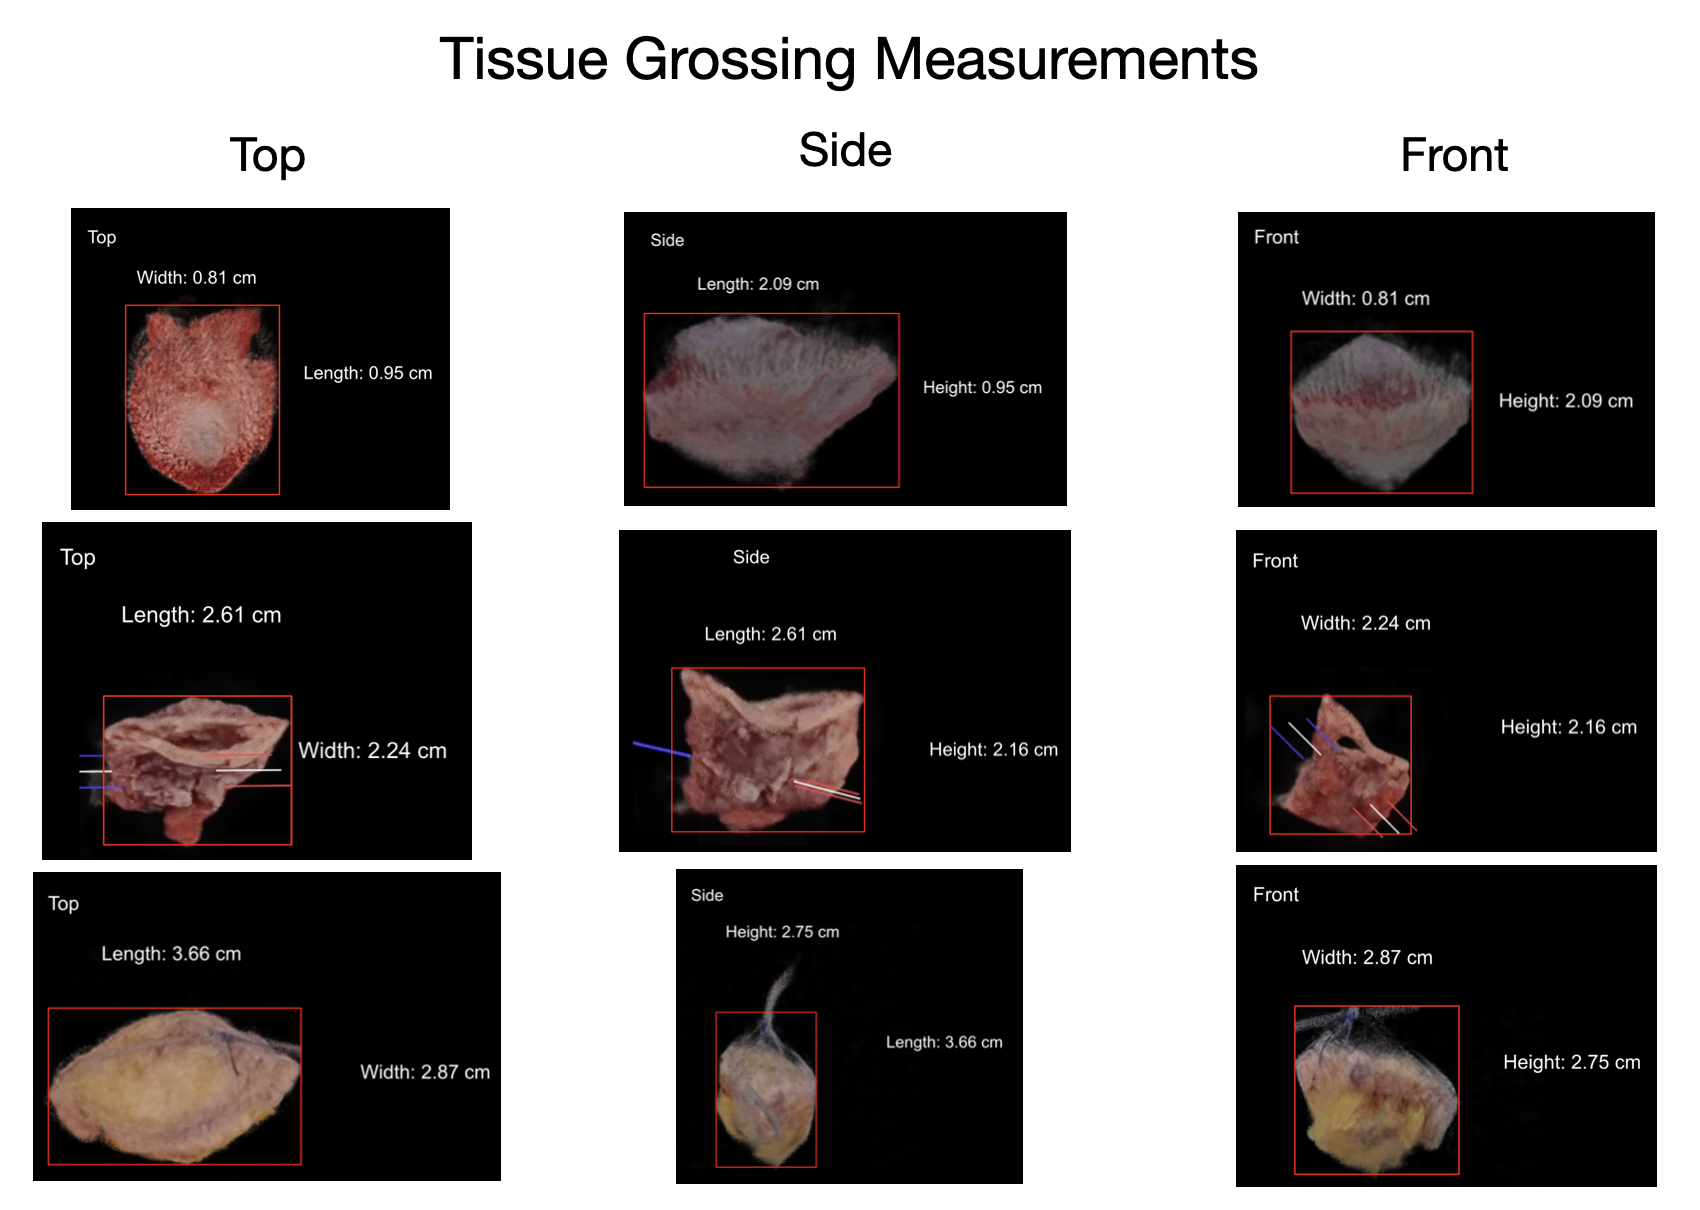 Tissue Grossing Measurements
Top
Side
Front
Top
Width: 0.81 cm
Length: 0.95 cm
Side
Length: 2.09 cm
Height: 0.95 cm
Front
Width: 0.81 cm
Height: 2.09 cm
Top
Length: 2.61 cm
Width: 2.24 cm
Side
Length: 2.61 cm
Height: 2.16 cm
Front
Width: 2.24 cm
Height: 2.16 cm
Top
Length: 3.66 cm
Width: 2.87 cm
Side
Height: 2.75 cm
Length: 3.66 cm
Front
Width: 2.87 cm
Height: 2.75 cm